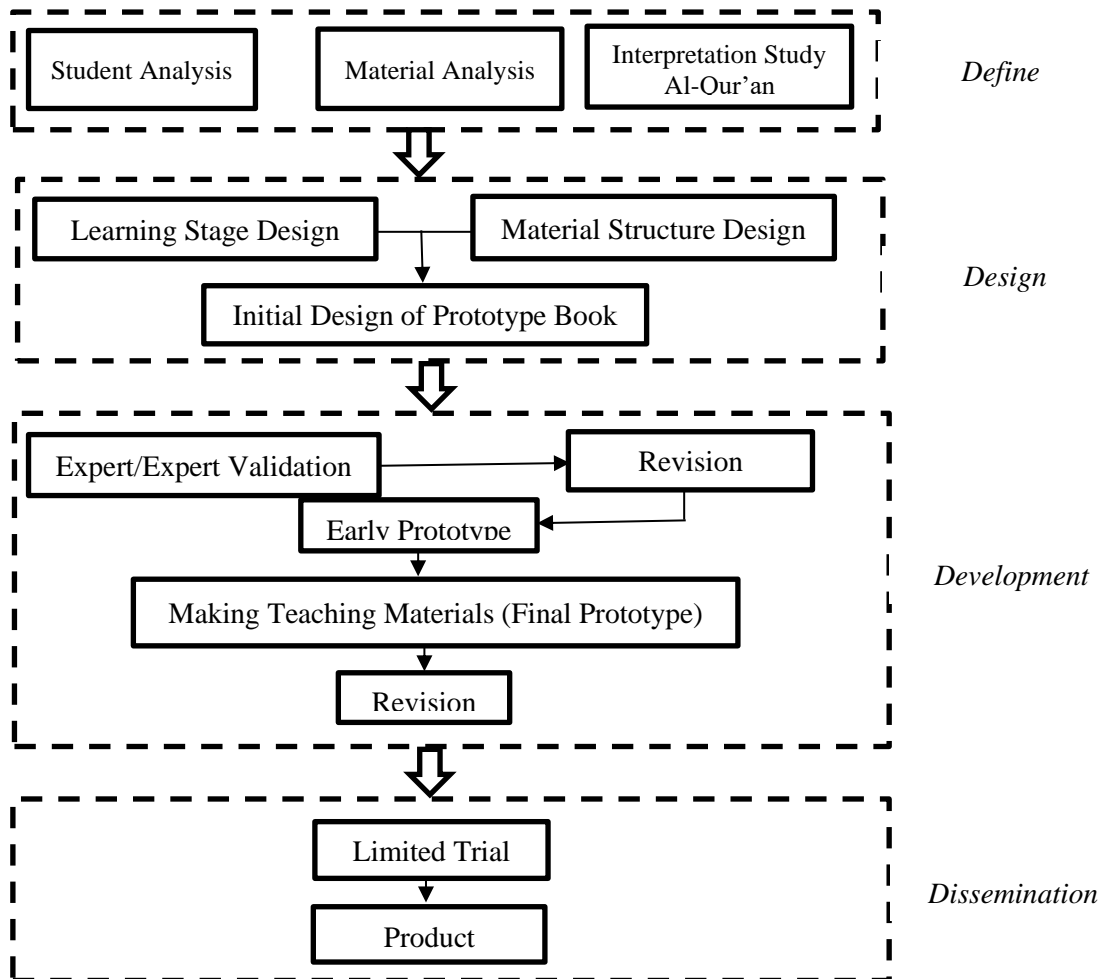 Student Analysis
Material Analysis
Interpretation Study
Al-Qur’an
Define
Learning Stage Design
Material Structure Design
Initial Design of Prototype Book
Design
Expert/Expert Validation
Revision
Early Prototype
Making Teaching Materials (Final Prototype)
Revision
Development
Limited Trial
Product
Dissemination